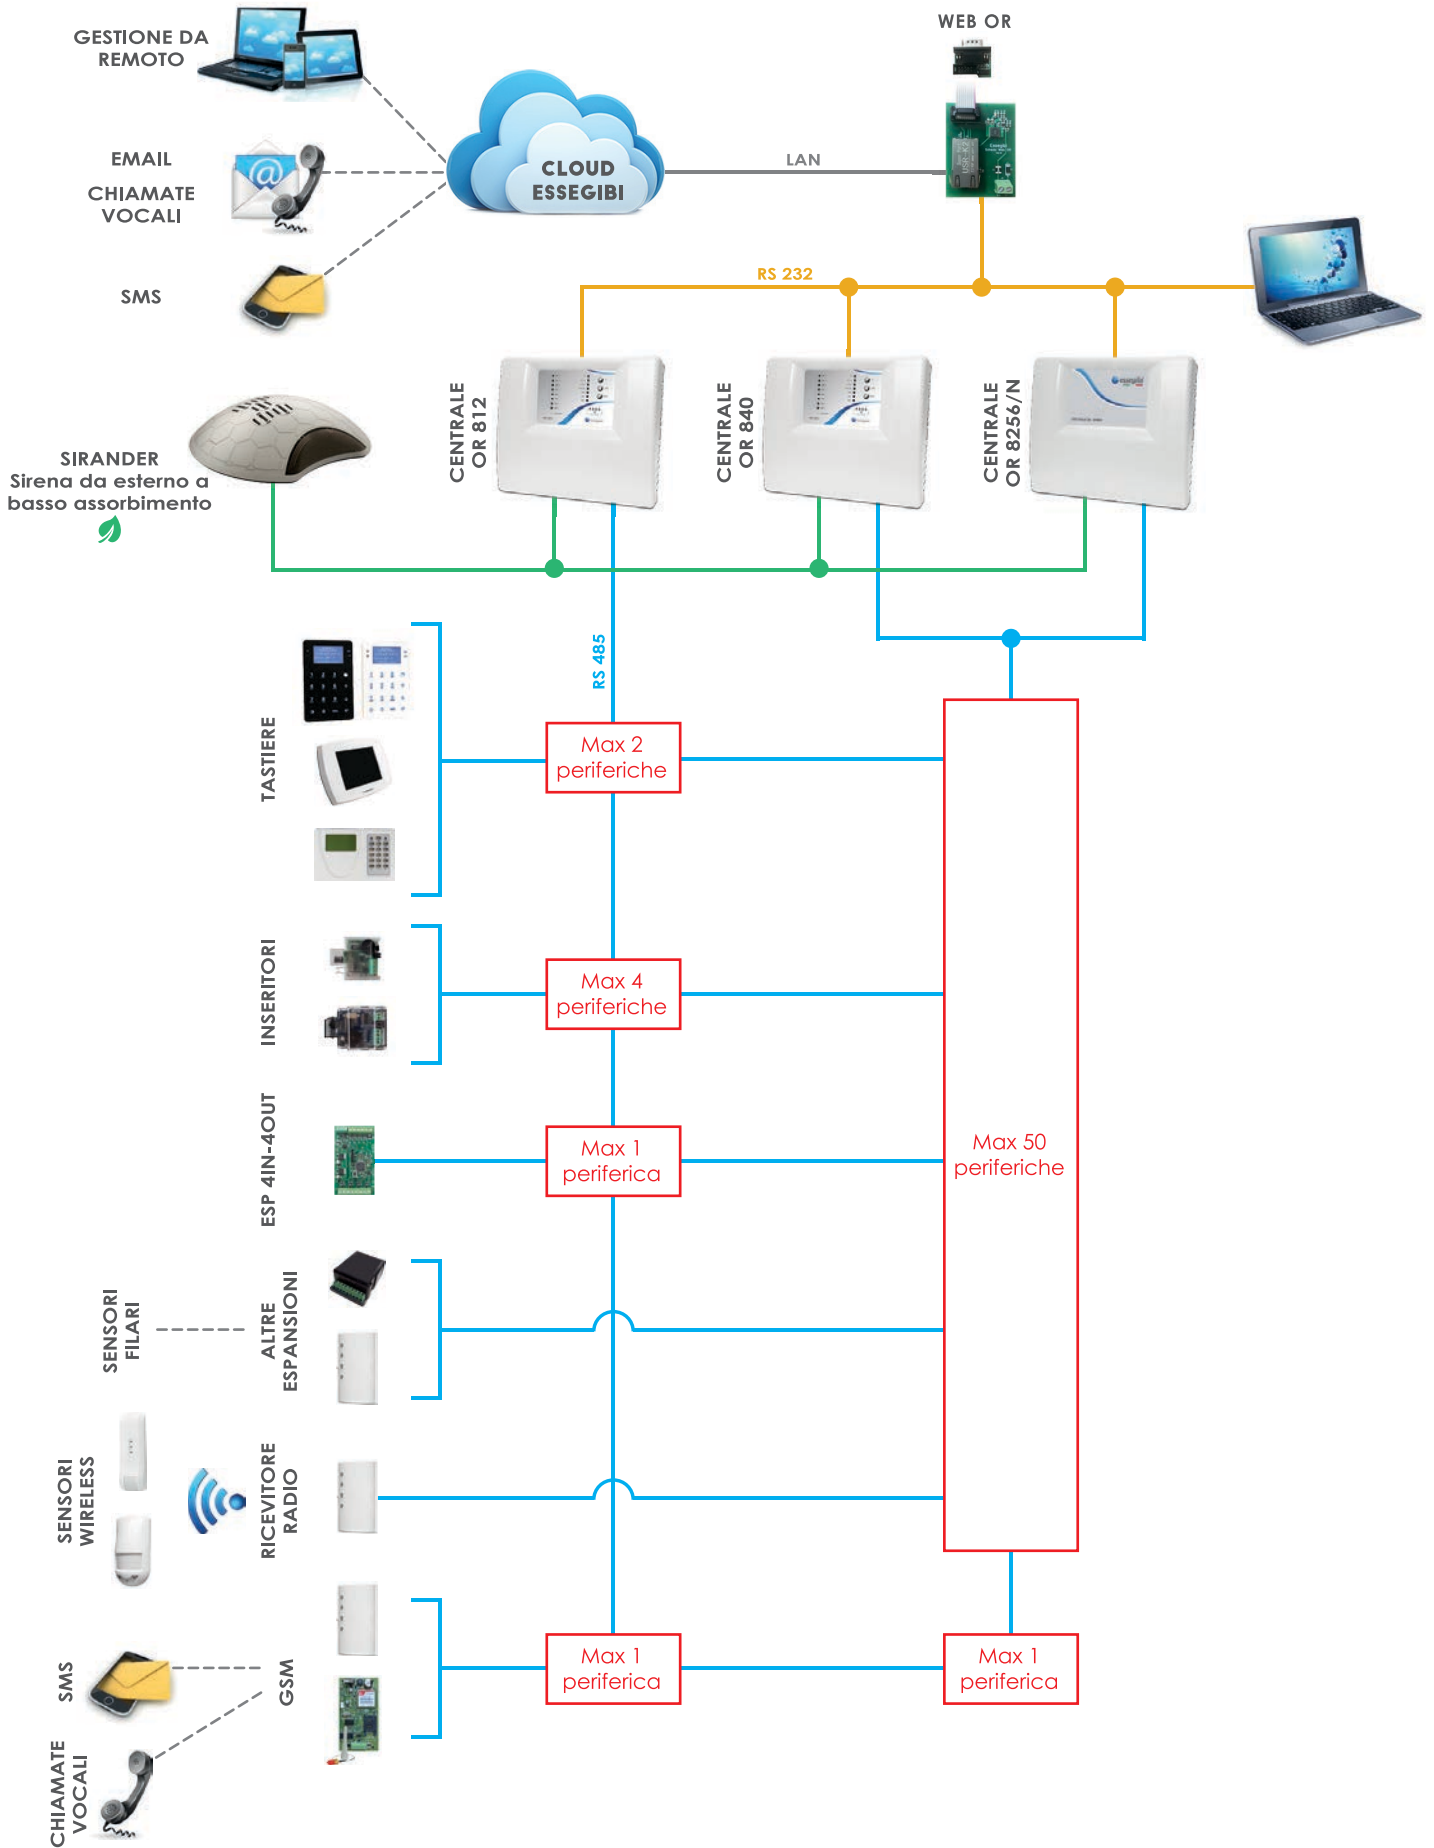 GESTIONE DA
REMOTO
WEB OR
EMAIL
CHIAMATE
VOCALI
CLOUD
ESSEGIBI
LAN
SMS
RS 232
CENTRALE
OR 812
CENTRALE
OR 840
CENTRALE
OR 8256/N
SIRANDER
Sirena da esterno a
basso assorbimento
RS 485
TASTIERE
Max 2
periferiche
INSERITORI
Max 4
periferiche
ESP 4IN-4OUT
Max 1
periferica
Max 50
periferiche
SENSORI
FILARI
ALTRE
ESPANSIONI
SENSORI
WIRELESS
RICEVITORE
RADIO
SMS
GSM
Max 1
periferica
Max 1
periferica
CHIAMATE
VOCALI